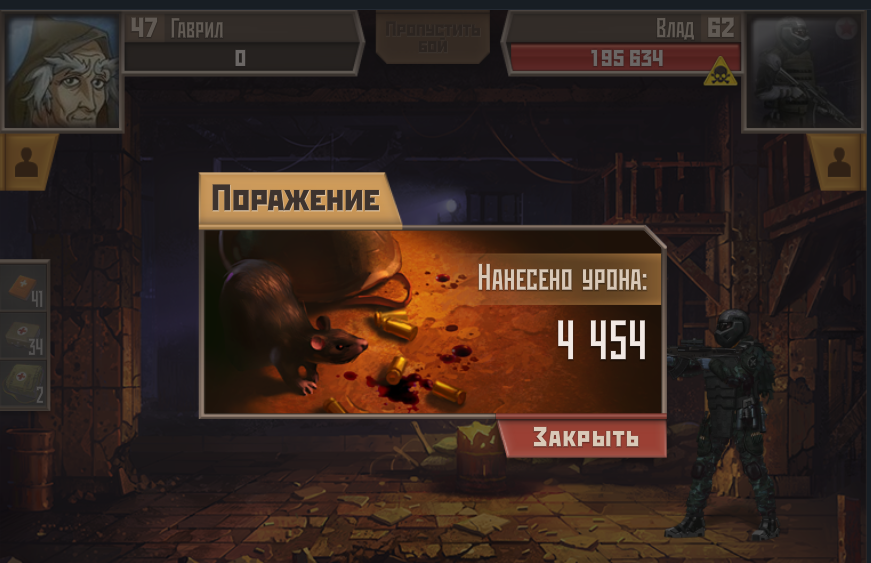 47 Гаврил
0
Пропустить
бой
Влад 62
195 634
Поражение
Нанесено урона:
4 454
41
34
2
Закрыть